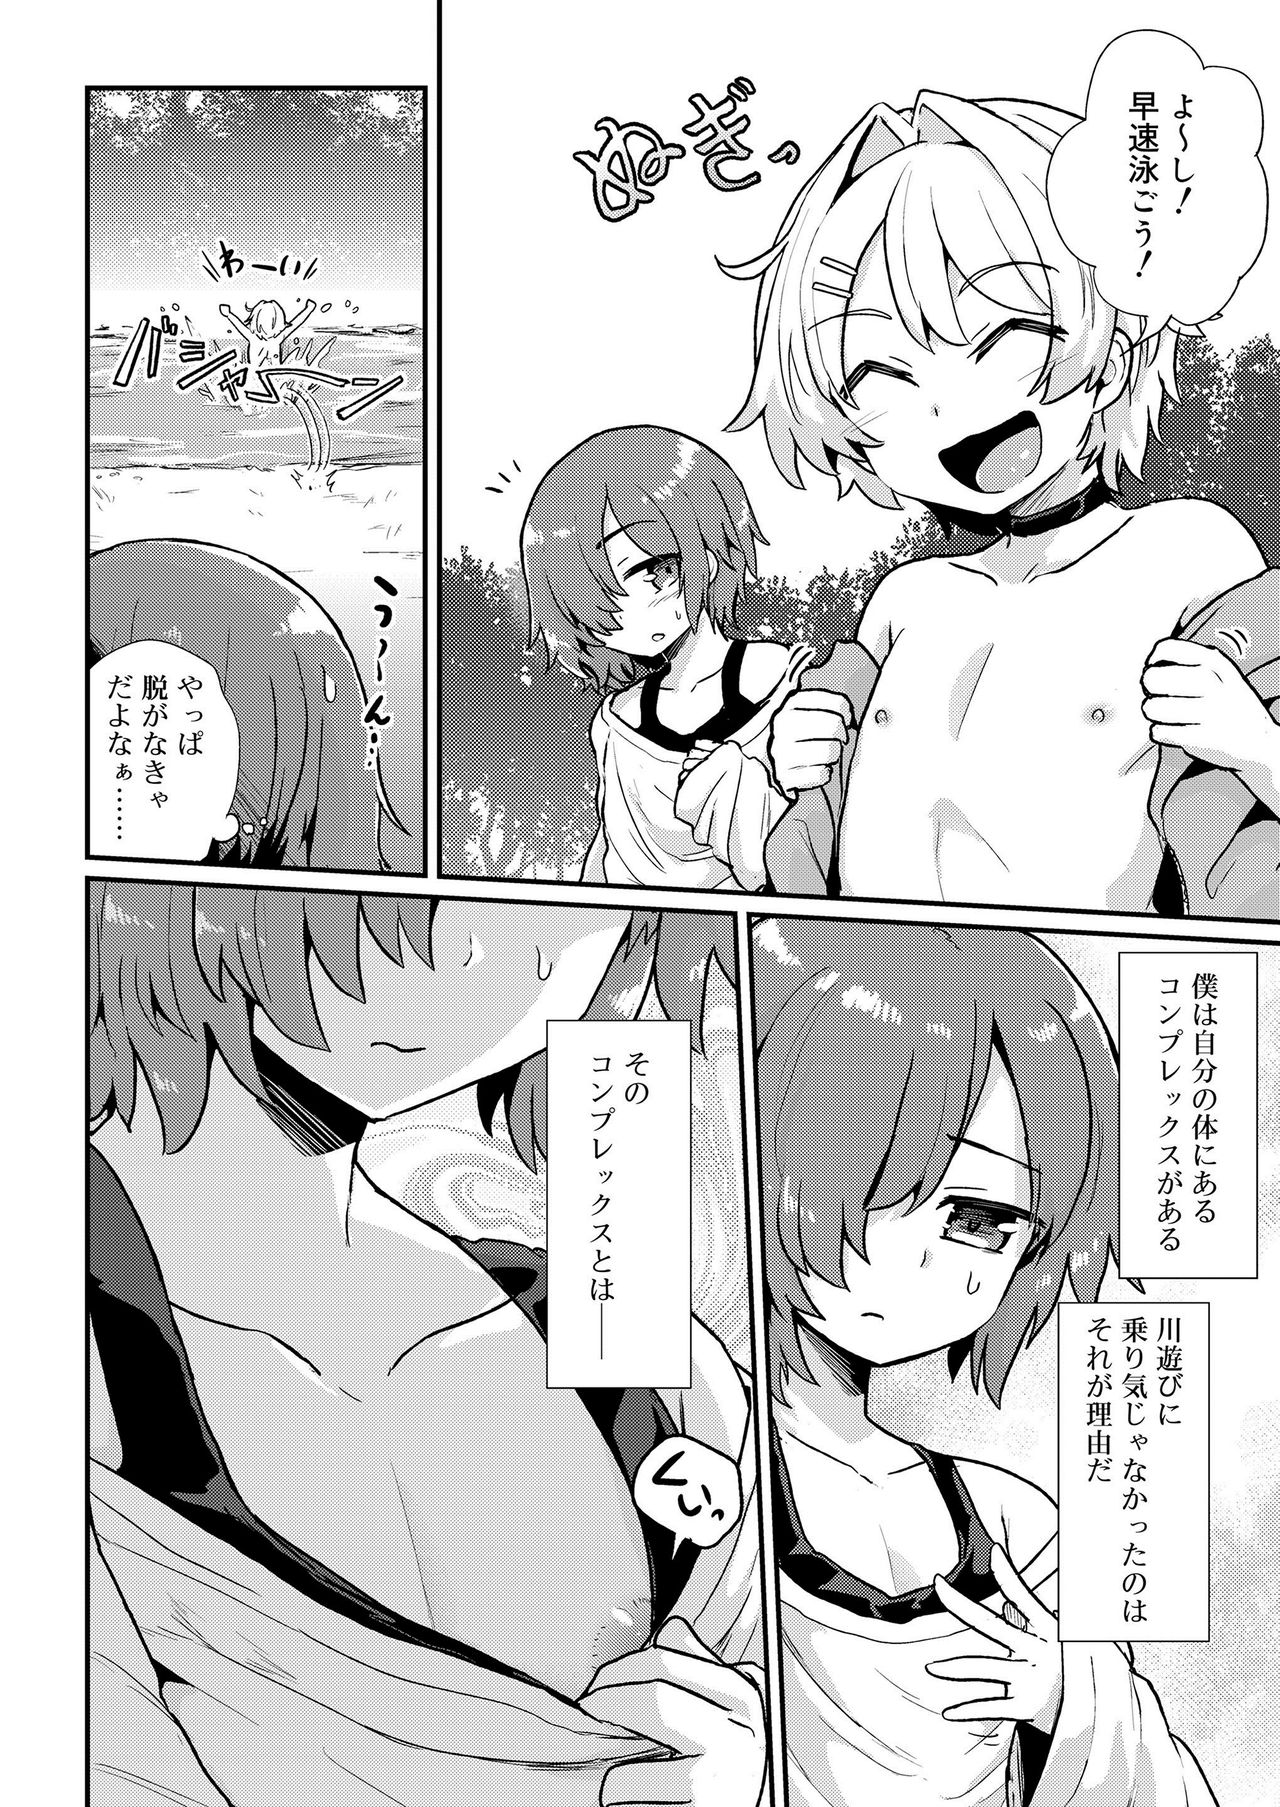 よ～し！
早速泳ごう！
ぬぎっ
わーい
バシャーン
う～ん……
やっぱ
脱がなきゃ
だよなぁ……
僕は自分の体にある
コンプレックスがある
川遊びに
乗り気じゃなかったのは
それが理由だ
その
コンプレックスとは――
くいっ